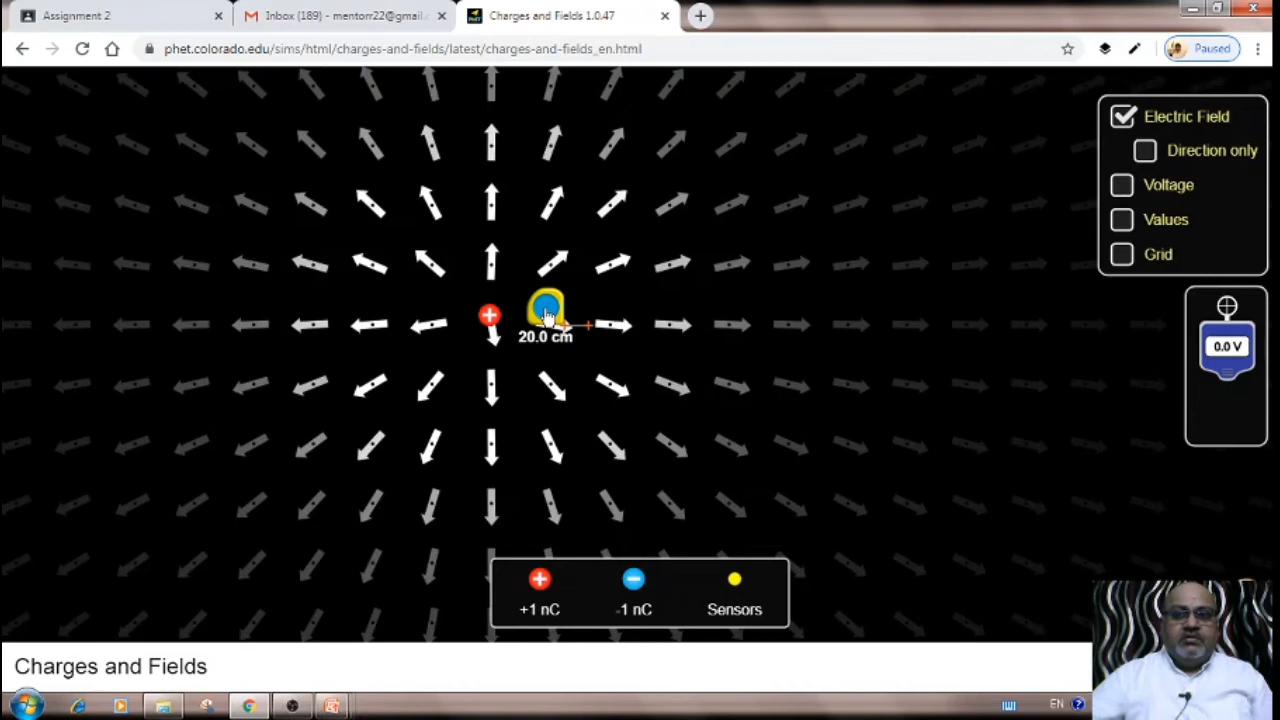 Assignment 2
Inbox (189) - mentorr22@gmail.c
Charges and Fields 1.0.47
phet.colorado.edu/sims/html/charges-and-fields/latest/charges-and-fields_en.html
Paused
Electric Field
Direction only
Voltage
Values
Grid
0.0 V
20.0 cm
+1 nC
-1 nC
Sensors
Charges and Fields
EN